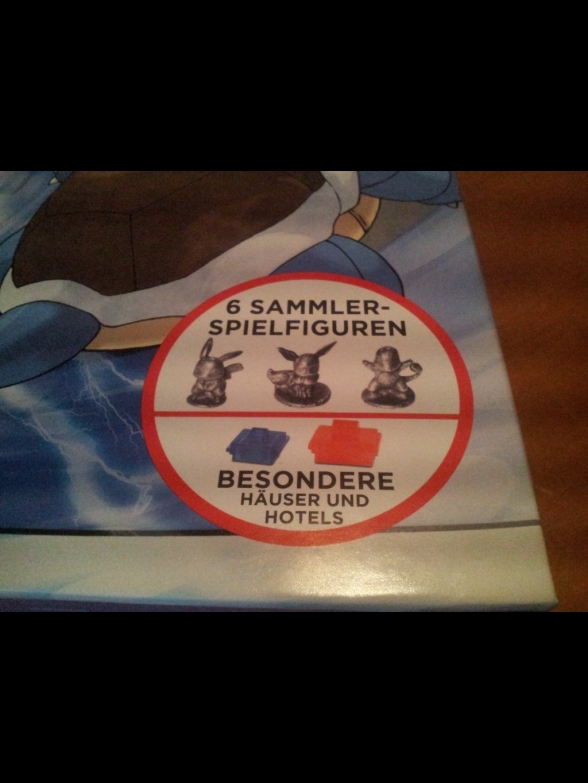 6 SAMMLER-
SPIELFIGUREN
BESONDERE
HÄUSER UND
HOTELS